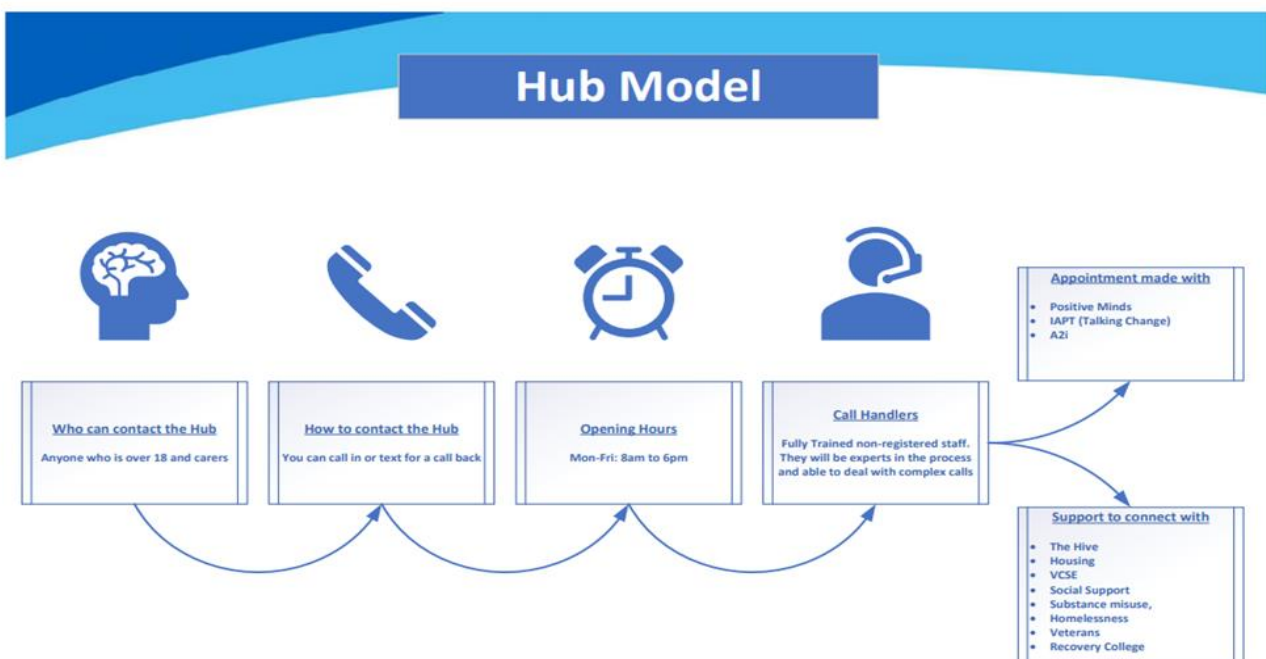 Hub Model
Who can contact the Hub
Anyone who is over 18 and carers
How to contact the Hub
You can call in or text for a call back
Opening Hours
Mon-Fri: 8am to 6pm
Call Handlers
Fully Trained non-registered staff.
They will be experts in the process
and able to deal with complex calls
Appointment made with
• Positive Minds
• IAPT (Talking Change)
• A2i
Support to connect with
• The Hive
• Housing
• VCSE
• Social Support
• Substance misuse,
• Homelessness
• Veterans
• Recovery College